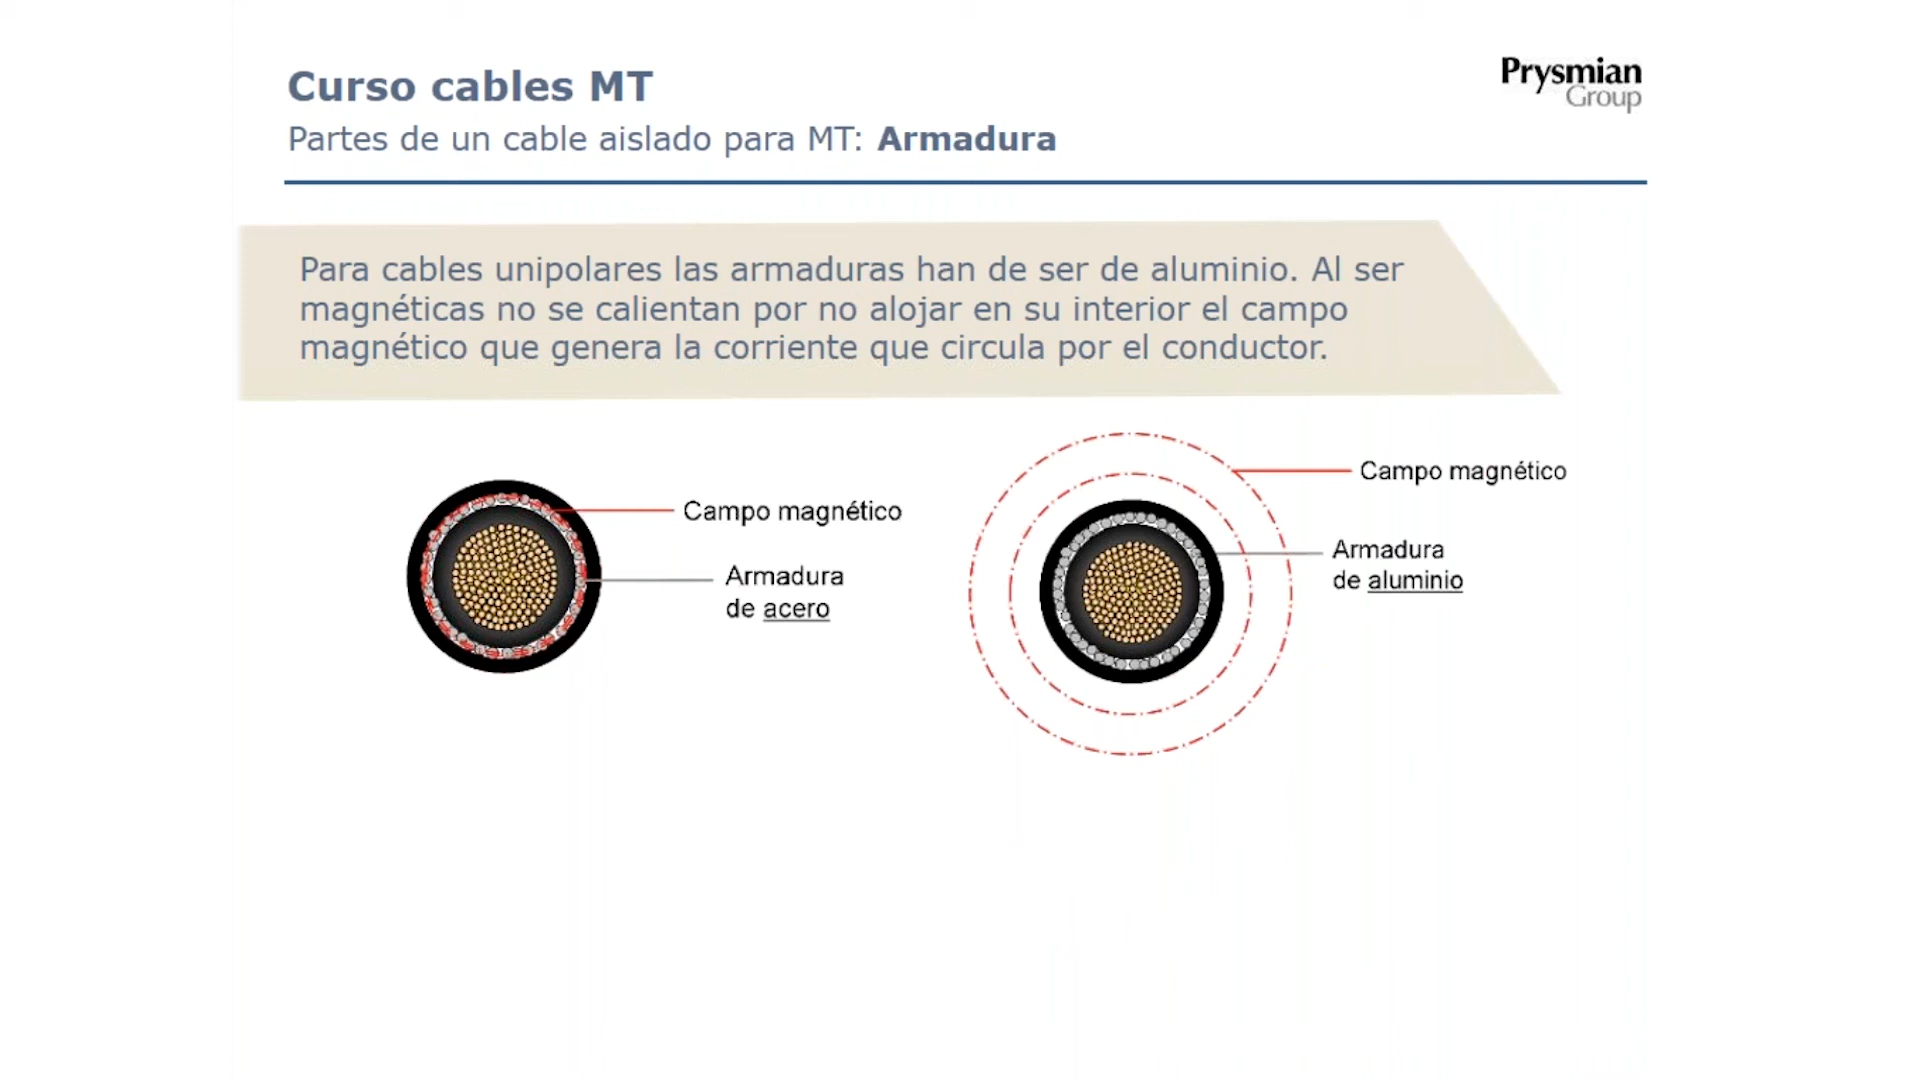 Curso cables MT
Prysmian
Group
Partes de un cable aislado para MT: Armadura
Para cables unipolares las armaduras han de ser de aluminio. Al ser
magnéticas no se calientan por no alojar en su interior el campo
magnético que genera la corriente que circula por el conductor.
Campo magnético
Armadura
de acero
Campo magnético
Armadura
de aluminio